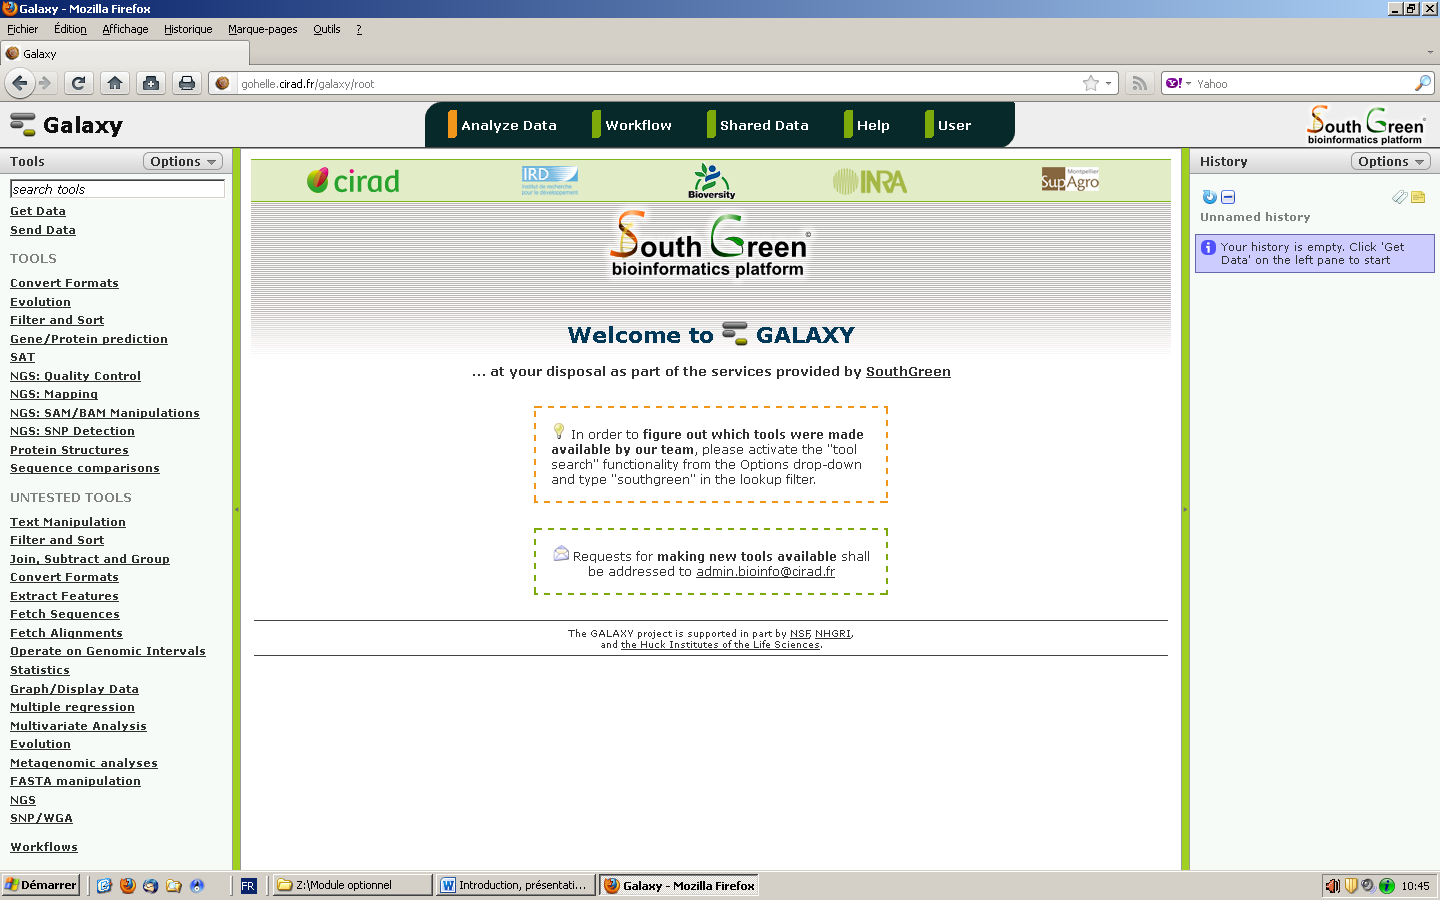 Galaxy - Mozilla Firefox
Fichier Édition Affichage Historique Marque-pages Outils ?
Galaxy
gohelle.cirad.fr/galaxy/root
Yahoo
Galaxy
Analyze Data Workflow Shared Data Help User
South Green
bioinformatics platform
Tools Options
search tools
Get Data
Send Data
TOOLS
Convert Formats
Evolution
Filter and Sort
Gene/Protein prediction
SAT
NGS: Quality Control
NGS: Mapping
NGS: SAM/BAM Manipulations
NGS: SNP Detection
Protein Structures
Sequence comparisons
UNTESTED TOOLS
Text Manipulation
Filter and Sort
Join, Subtract and Group
Convert Formats
Extract Features
Fetch Sequences
Fetch Alignments
Operate on Genomic Intervals
Statistics
Graph/Display Data
Multiple regression
Multivariate Analysis
Evolution
Metagenomic analyses
FASTA manipulation
NGS
SNP/WGA
Workflows
cirad
IRD
Institut de recherche
pour le développement
Bioversity
INRA
Montpellier
SupAgro
South Green ©
bioinformatics platform
Welcome to GALAXY
... at your disposal as part of the services provided by SouthGreen
In order to figure out which tools were made
available by our team, please activate the "tool
search" functionality from the Options drop-down
and type "southgreen" in the lookup filter.
Requests for making new tools available shall
be addressed to admin.bioinfo@cirad.fr
The GALAXY project is supported in part by NSF, NHGRI,
and the Huck Institutes of the Life Sciences.
History Options
Unnamed history
Your history is empty. Click 'Get
Data' on the left pane to start
Démarrer
FR
Z:\Module optionnel
Introduction, présentati...
Galaxy - Mozilla Firefox
10:45